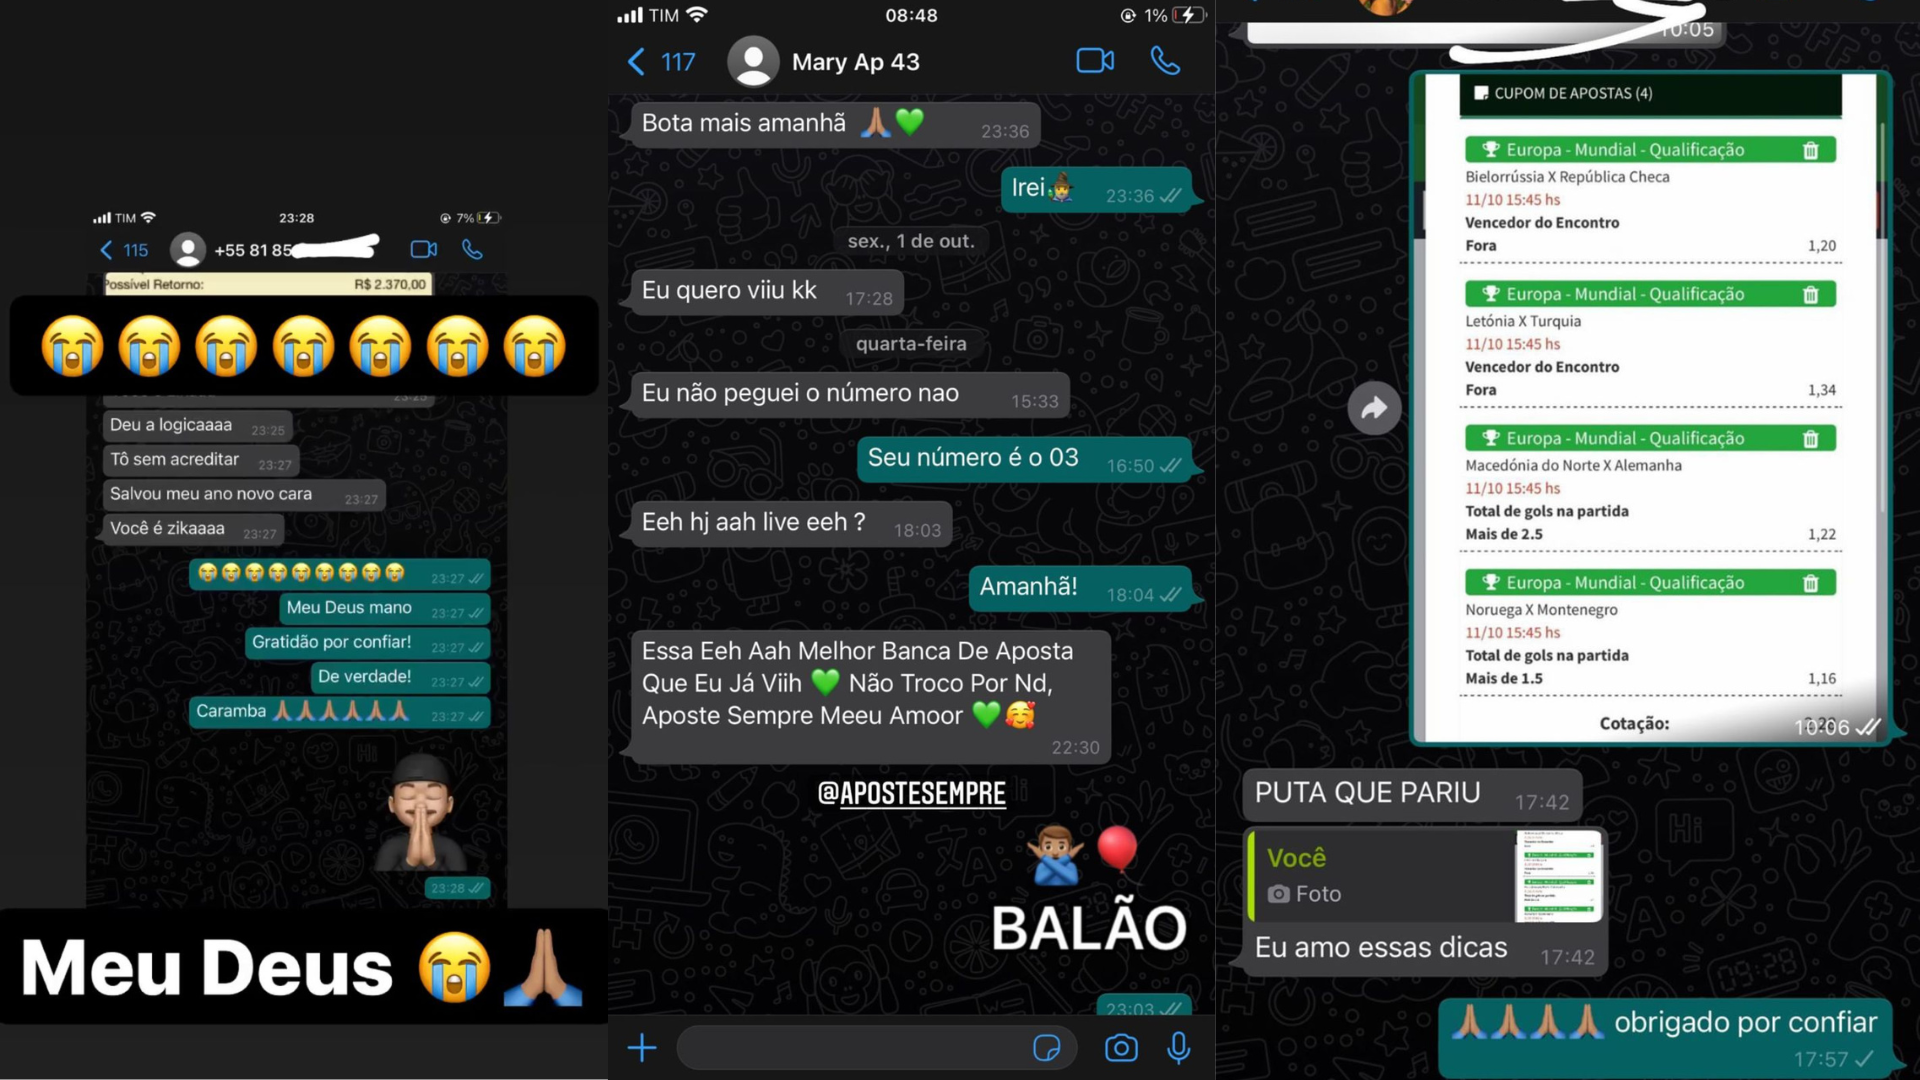 TIM
23:28
7%
115
+55 81 85
Possível Retorno:
R$ 2.370,00
😭😭😭😭😭😭😭
Deu a logicaaaa
23:25
Tô sem acreditar
23:27
Salvou meu ano novo cara
23:27
Você é zikaaaa
23:27
😭😭😭😭😭😭😭😭😭
23:27
Meu Deus mano
23:27
Gratidão por confiar!
23:27
De verdade!
23:27
Caramba 🙏🏽🙏🏽🙏🏽🙏🏽🙏🏽🙏🏽
23:27
23:28
Meu Deus 😭🙏🏽
TIM
08:48
1%
117
Mary Ap 43
Bota mais amanhã 🙏🏽💚
23:36
Irei
23:36
sex., 1 de out.
Eu quero viiu kk
17:28
quarta-feira
Eu não peguei o número nao
15:33
Seu número é o 03
16:50
Eeh hj aah live eeh ?
18:03
Amanhã!
18:04
Essa Eeh Aah Melhor Banca De Aposta
Que Eu Já Viih 💚 Não Troco Por Nd,
Aposte Sempre Meeu Amoor 💚🥰
22:30
@APOSTESEMPRE
🙅🏽‍♂️🎈
BALÃO
23:03
10:05
CUPOM DE APOSTAS (4)
Europa - Mundial - Qualificação
Bielorrússia X República Checa
11/10 15:45 hs
Vencedor do Encontro
Fora
1,20
Europa - Mundial - Qualificação
Letónia X Turquia
11/10 15:45 hs
Vencedor do Encontro
Fora
1,34
Europa - Mundial - Qualificação
Macedónia do Norte X Alemanha
11/10 15:45 hs
Total de gols na partida
Mais de 2.5
1,22
Europa - Mundial - Qualificação
Noruega X Montenegro
11/10 15:45 hs
Total de gols na partida
Mais de 1.5
1,16
Cotação:
10:06
PUTA QUE PARIU
17:42
Você
Foto
Eu amo essas dicas
17:42
🙏🏽🙏🏽🙏🏽🙏🏽 obrigado por confiar
17:57